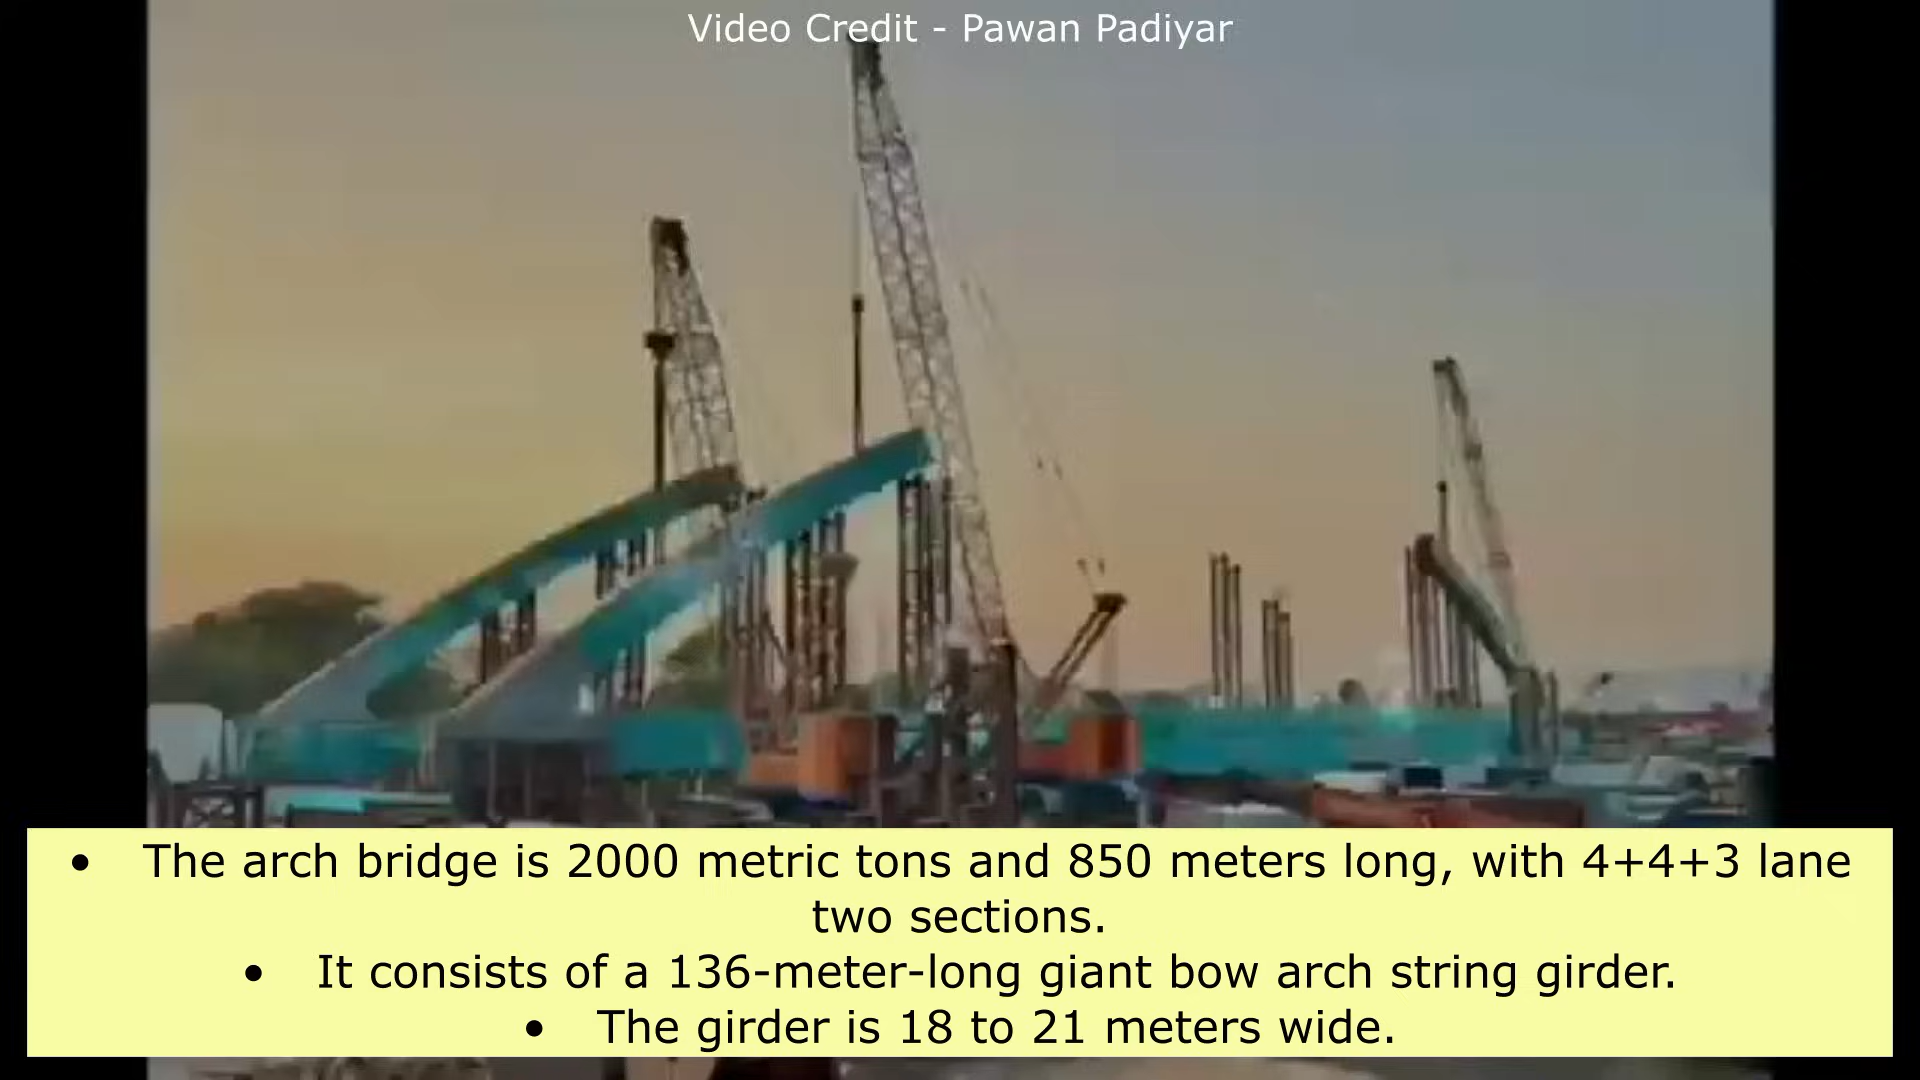 Video Credit - Pawan Padiyar
• The arch bridge is 2000 metric tons and 850 meters long, with 4+4+3 lane
two sections.
• It consists of a 136-meter-long giant bow arch string girder.
• The girder is 18 to 21 meters wide.